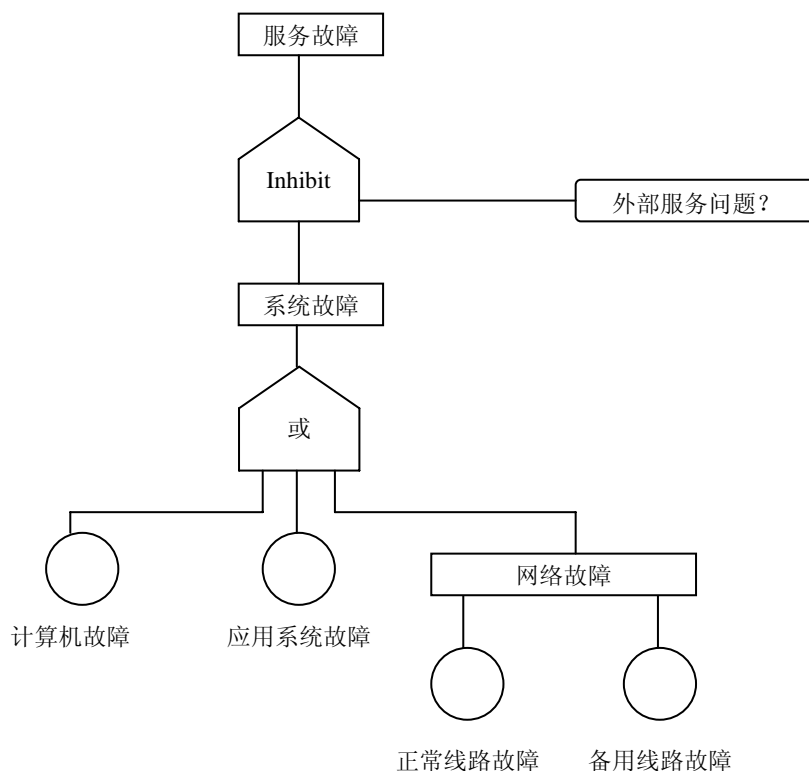 服务故障
Inhibit
外部服务问题？
系统故障
或
网络故障
计算机故障
应用系统故障
正常线路故障
备用线路故障